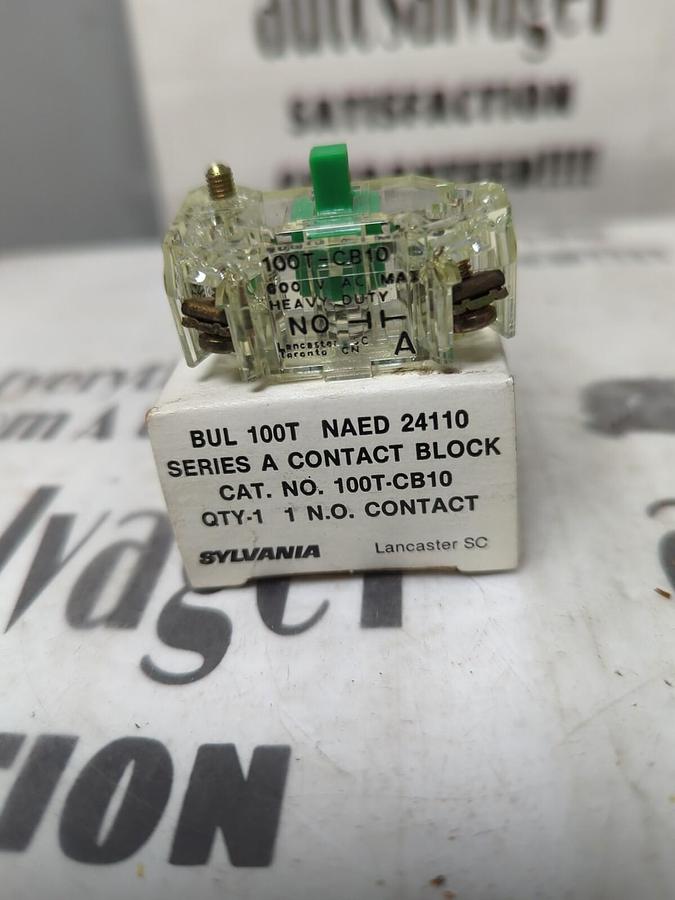 SATISFACTION
100T-CB10
600 V AC MAX
HEAVY DUTY
NO
Lancaster SC
Toronto CN
A
BUL 100T NAED 24110
SERIES A CONTACT BLOCK
CAT. NO. 100T-CB10
QTY-1 1 N.O. CONTACT
SYLVANIA Lancaster SC